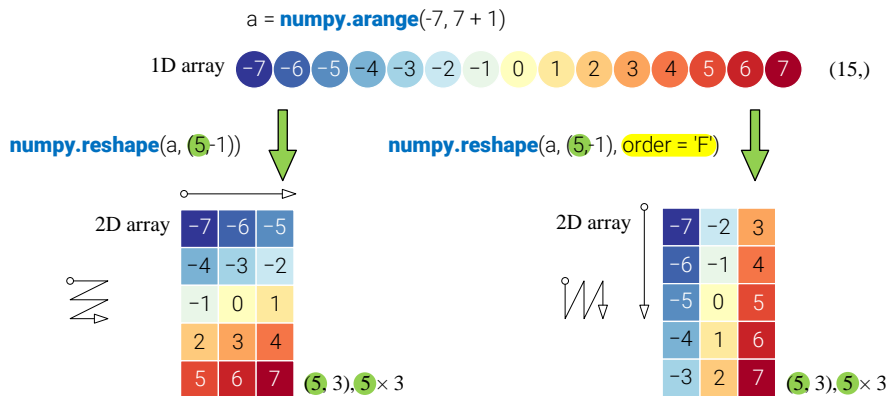 a = numpy.arange(-7, 7 + 1)
1D array −7 −6 −5 −4 −3 −2 −1 0 1 2 3 4 5 6 7 (15,)
numpy.reshape(a, (5,-1))
numpy.reshape(a, (5,-1), order = 'F')
2D array
−7 −6 −5
−4 −3 −2
−1 0 1
2 3 4
5 6 7
(5, 3), 5 × 3
2D array
−7 −2 3
−6 −1 4
−5 0 5
−4 1 6
−3 2 7
(5, 3), 5 × 3